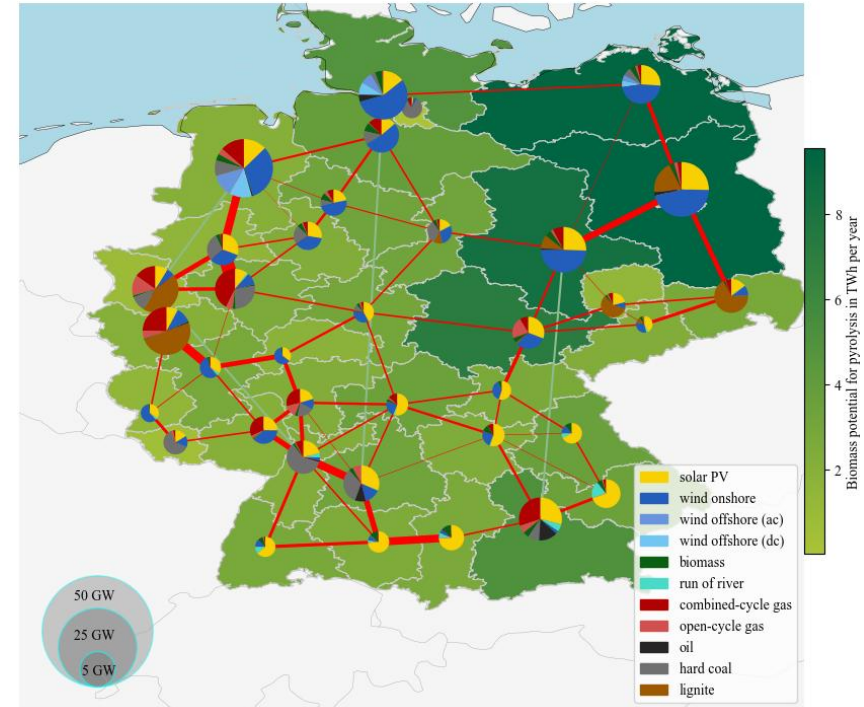 8
6
4
2
Biomass potential for pyrolysis in TWh per year
solar PV
wind onshore
wind offshore (ac)
wind offshore (dc)
biomass
run of river
combined-cycle gas
open-cycle gas
oil
hard coal
lignite
50 GW
25 GW
5 GW